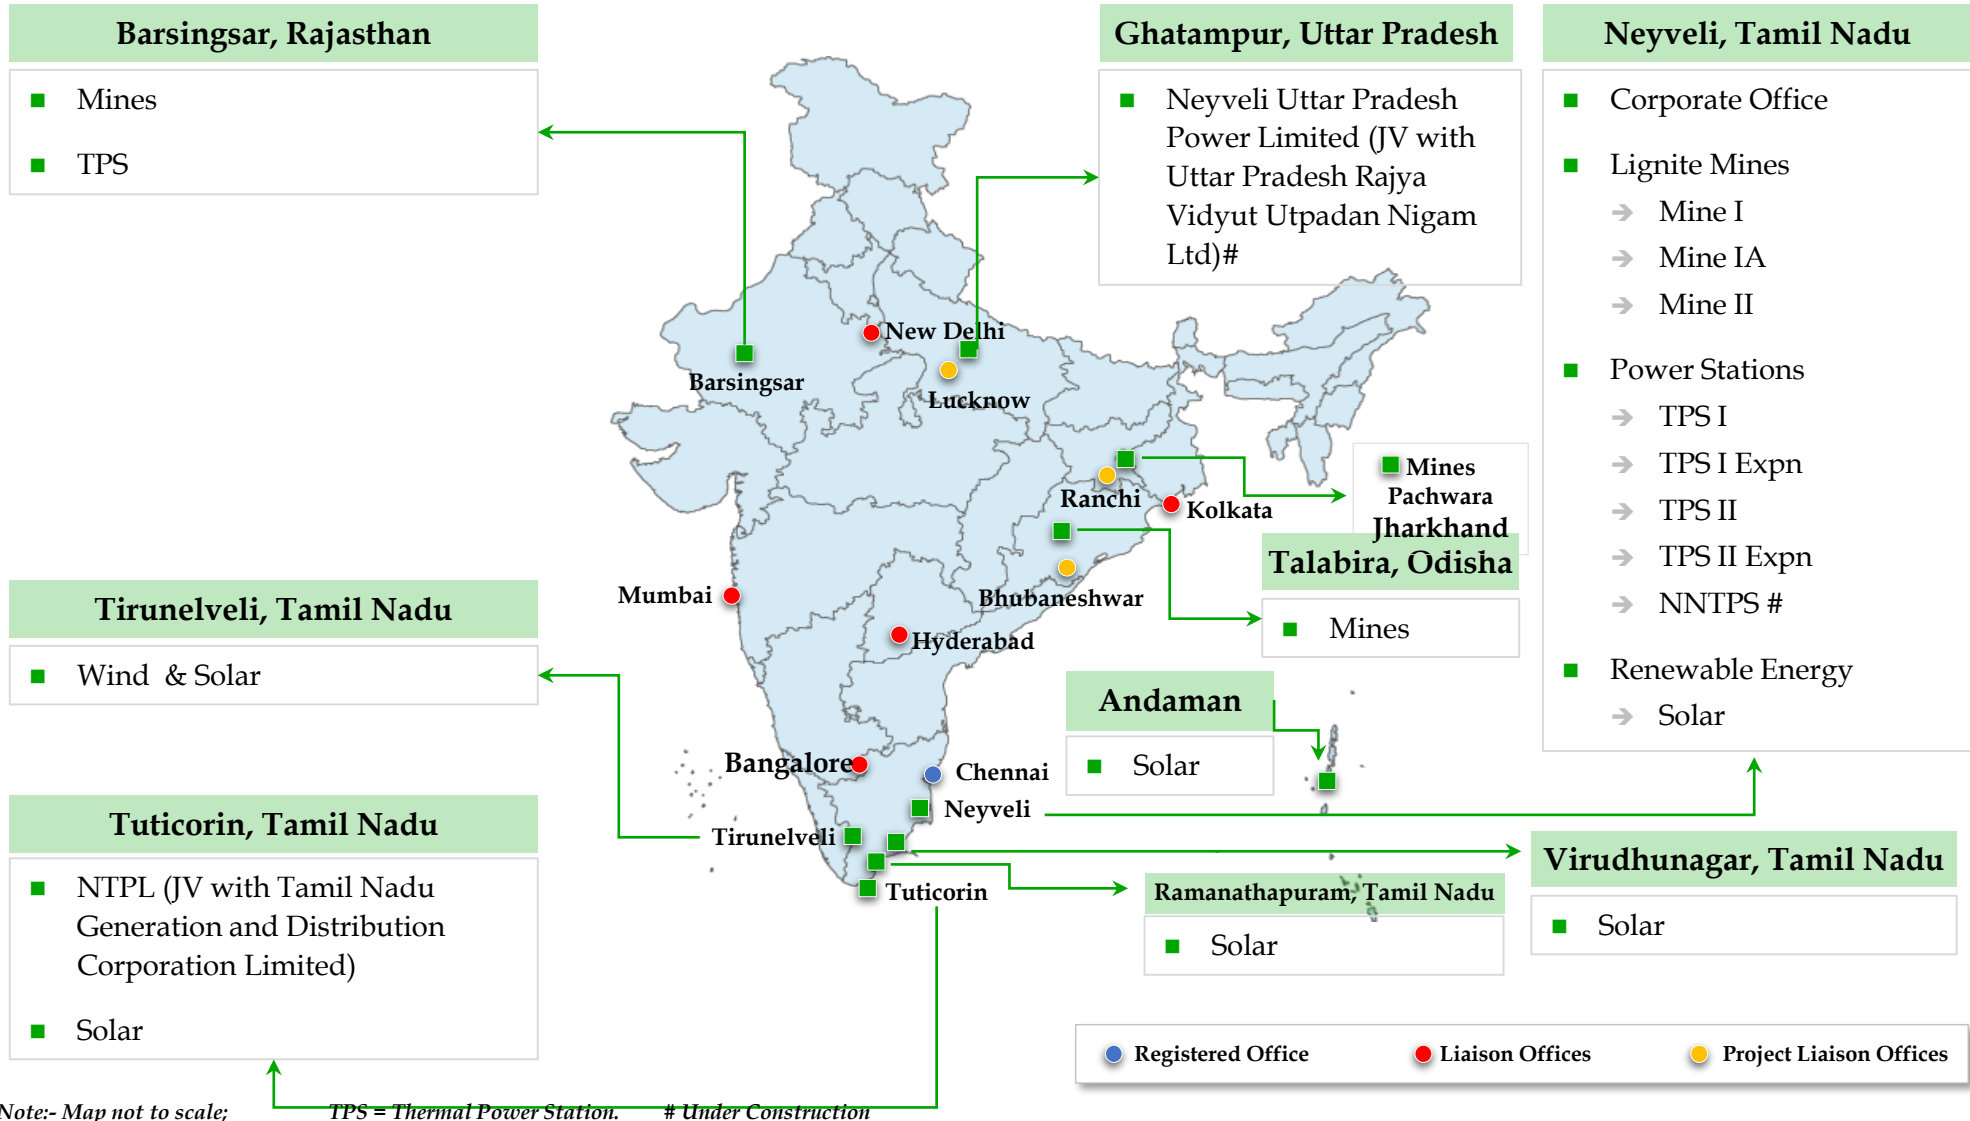 Barsingsar, Rajasthan
Mines
TPS
Ghatampur, Uttar Pradesh
Neyveli Uttar Pradesh
Power Limited (JV with
Uttar Pradesh Rajya
Vidyut Utpadan Nigam
Ltd)#
Neyveli, Tamil Nadu
Corporate Office
Lignite Mines
Mine I
Mine IA
Mine II
Power Stations
TPS I
TPS I Expn
TPS II
TPS II Expn
NNTPS #
Renewable Energy
Solar
New Delhi
Barsingsar
Lucknow
Ranchi
Kolkata
Mines
Pachwara
Jharkhand
Talabira, Odisha
Mines
Bhubaneshwar
Mumbai
Hyderabad
Tirunelveli, Tamil Nadu
Wind & Solar
Andaman
Solar
Bangalore
Chennai
Neyveli
Tirunelveli
Tuticorin
Tuticorin, Tamil Nadu
NTPL (JV with Tamil Nadu
Generation and Distribution
Corporation Limited)
Solar
Ramanathapuram, Tamil Nadu
Solar
Virudhunagar, Tamil Nadu
Solar
Registered Office
Liaison Offices
Project Liaison Offices
Note:- Map not to scale; TPS = Thermal Power Station. # Under Construction